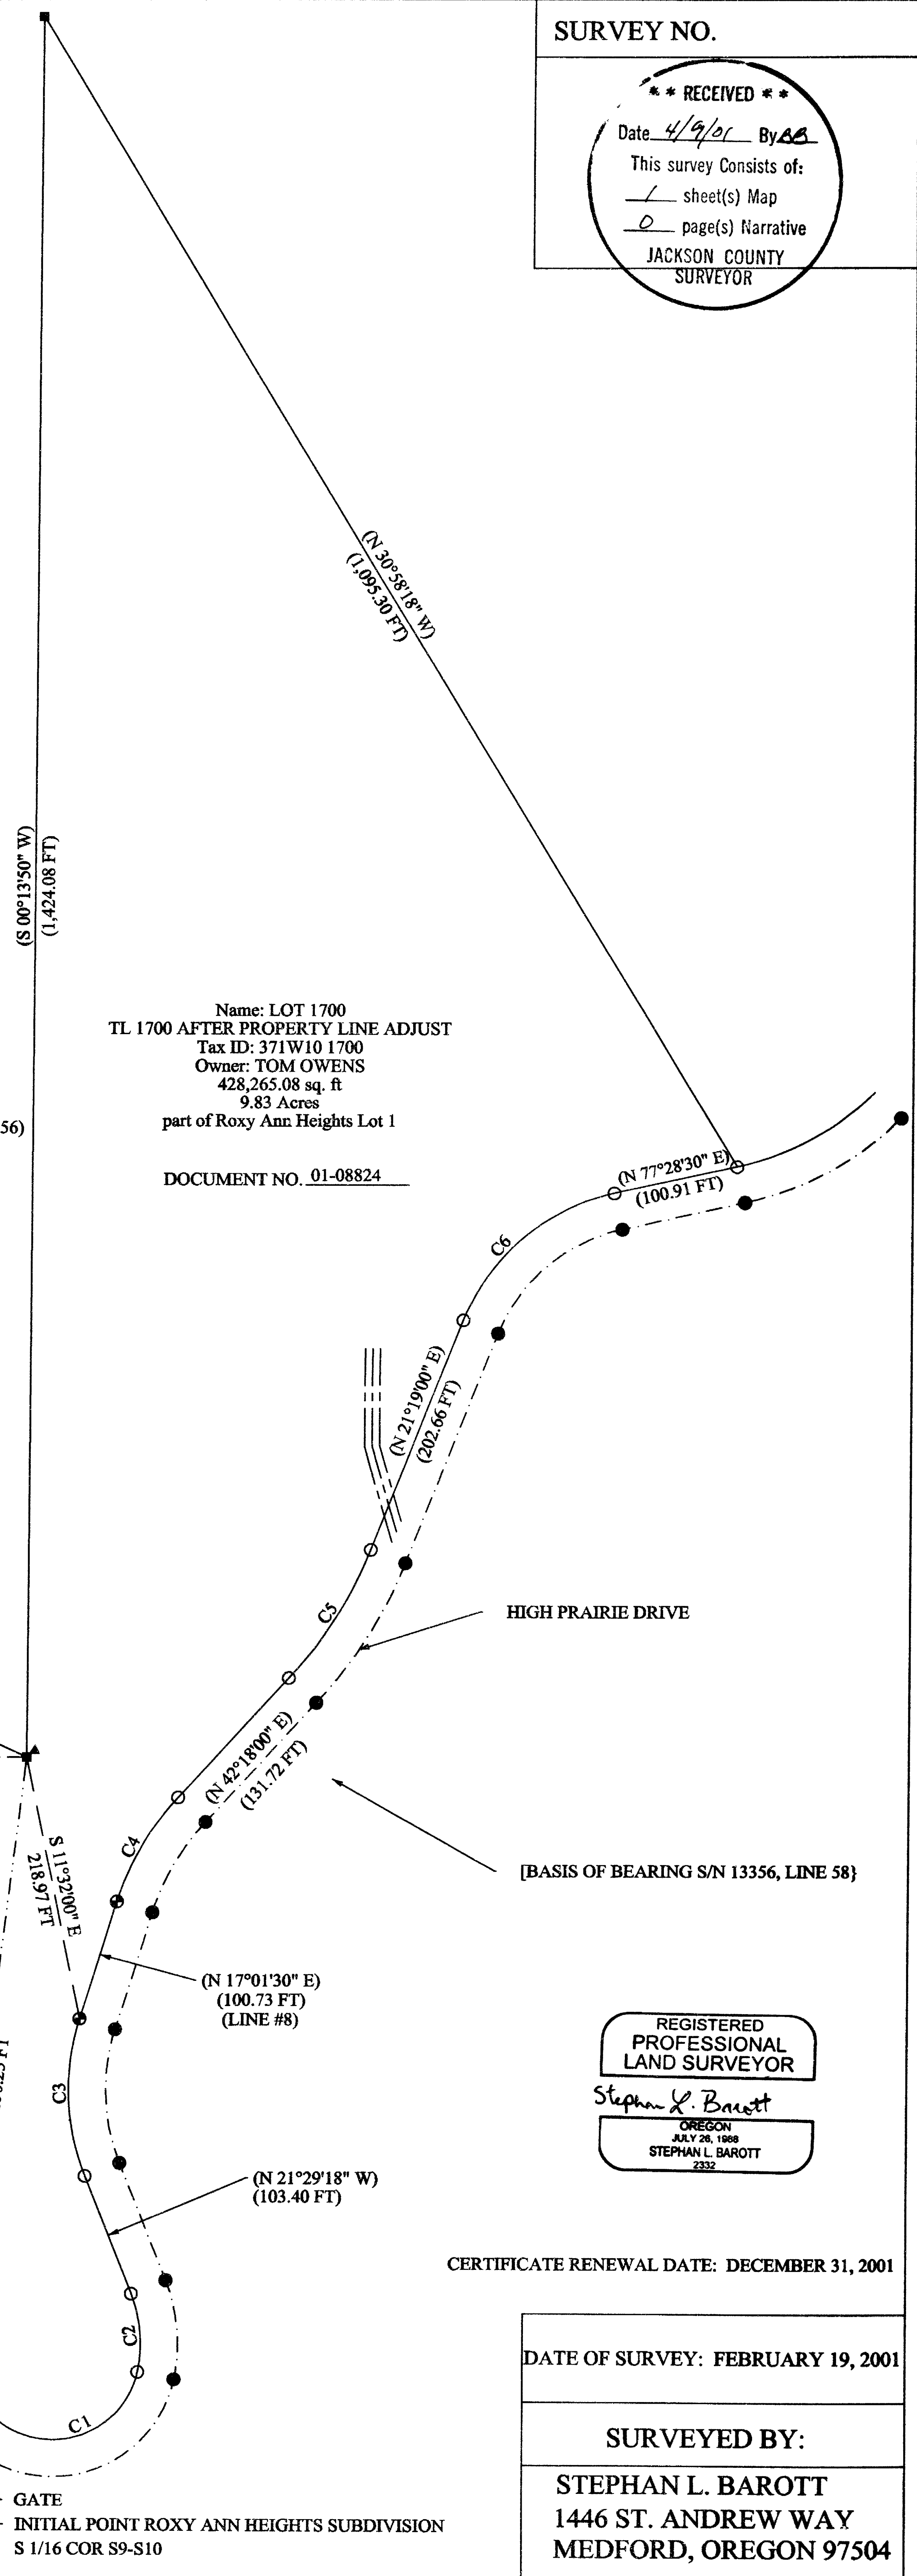 SURVEY NO.
* * RECEIVED * *
Date 4/9/01 By BB
This survey Consists of:
1 sheet(s) Map
0 page(s) Narrative
JACKSON COUNTY
SURVEYOR
(N 30°58'18" W)
(1,095.30 FT)
(S 00°13'50" W)
(1,424.08 FT)
Name: LOT 1700
TL 1700 AFTER PROPERTY LINE ADJUST
Tax ID: 371W10 1700
Owner: TOM OWENS
428,265.08 sq. ft
9.83 Acres
part of Roxy Ann Heights Lot 1
56)
DOCUMENT NO. 01-08824
(N 77°28'30" E)
(100.91 FT)
C6
(N 21°19'00" E)
(202.66 FT)
C5
HIGH PRAIRIE DRIVE
(N 42°18'00" E)
(131.72 FT)
C4
S 11°32'00" E
218.97 FT
[BASIS OF BEARING S/N 13356, LINE 58}
(N 17°01'30" E)
(100.73 FT)
(LINE #8)
REGISTERED
PROFESSIONAL
LAND SURVEYOR
Stephan L. Barott
OREGON
JULY 26, 1988
STEPHAN L. BAROTT
2332
C3
(N 21°29'18" W)
(103.40 FT)
CERTIFICATE RENEWAL DATE: DECEMBER 31, 2001
C2
DATE OF SURVEY: FEBRUARY 19, 2001
C1
SURVEYED BY:
STEPHAN L. BAROTT
1446 ST. ANDREW WAY
MEDFORD, OREGON 97504
GATE
INITIAL POINT ROXY ANN HEIGHTS SUBDIVISION
S 1/16 COR S9-S10